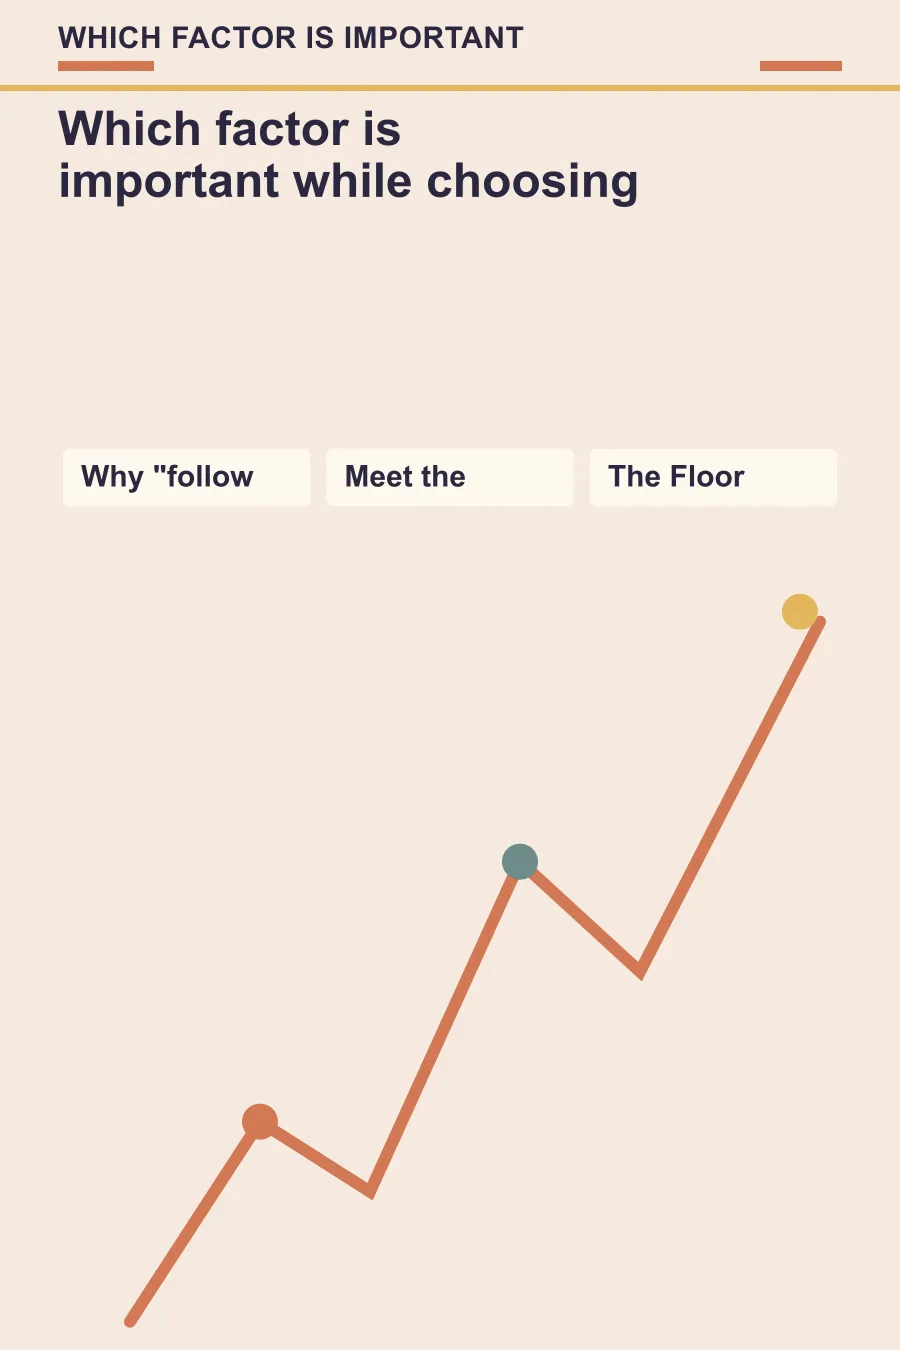 WHICH FACTOR IS IMPORTANT
Which factor is
important while choosing
Why "follow
Meet the
The Floor